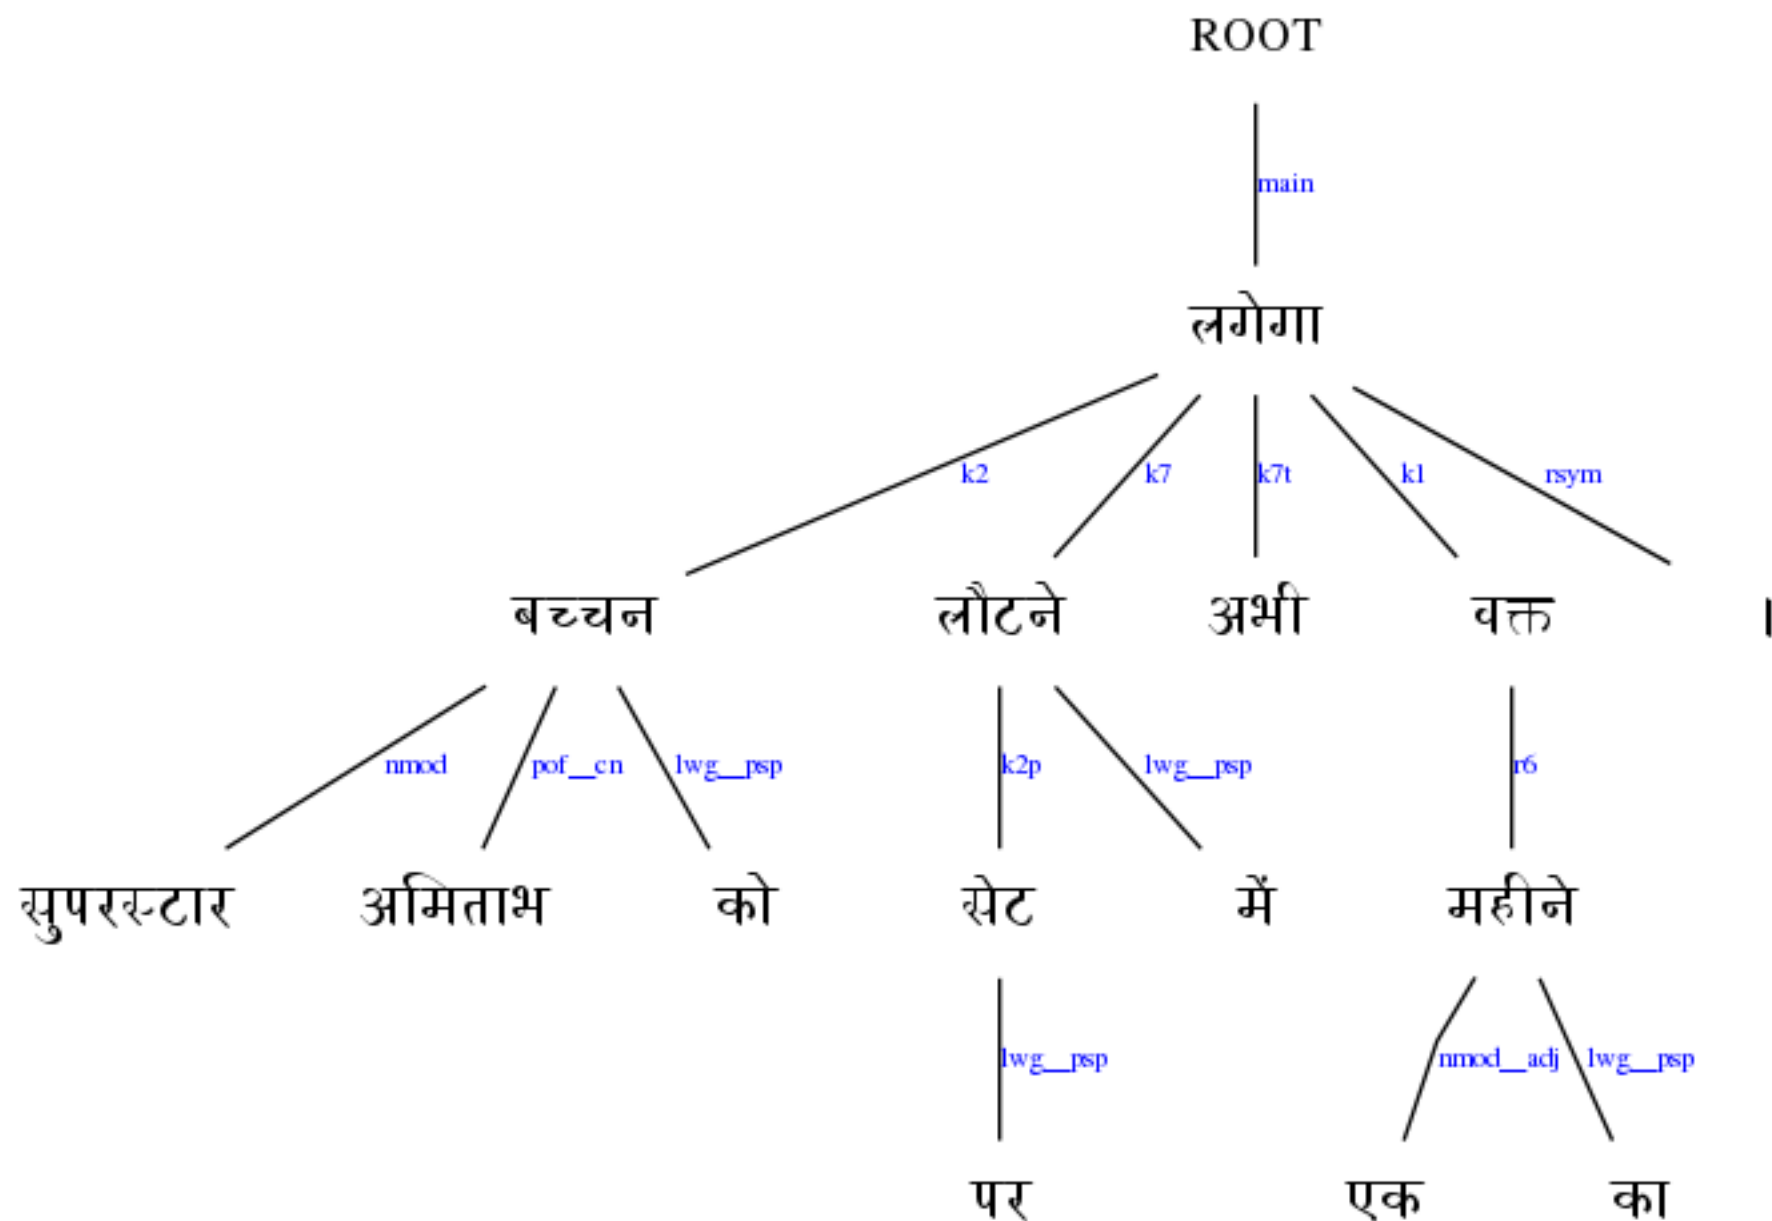 ROOT
main
लगेगा
k2 k7 k7t k1 rsym
बच्चन लौटने अभी वक्त ।
nmod pof__cn lwg__psp k2p lwg__psp r6
सुपरस्टार अमिताभ को सेट में महीने
lwg__psp nmod__adj lwg__psp
पर एक का